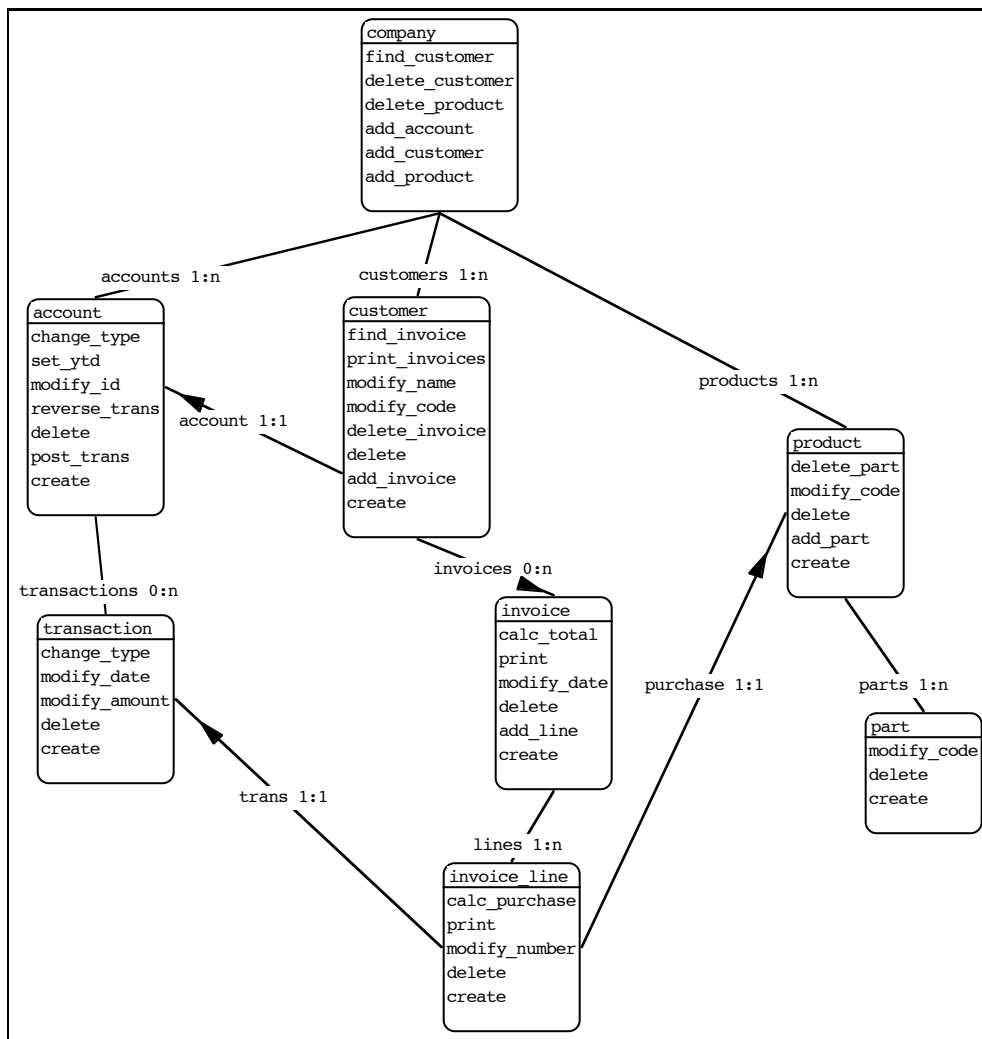 company
find_customer
delete_customer
delete_product
add_account
add_customer
add_product
accounts 1:n
customers 1:n
products 1:n
account
change_type
set_ytd
modify_id
reverse_trans
delete
post_trans
create
account 1:1
customer
find_invoice
print_invoices
modify_name
modify_code
delete_invoice
delete
add_invoice
create
product
delete_part
modify_code
delete
add_part
create
transactions 0:n
invoices 0:n
transaction
change_type
modify_date
modify_amount
delete
create
invoice
calc_total
print
modify_date
delete
add_line
create
purchase 1:1
parts 1:n
part
modify_code
delete
create
trans 1:1
lines 1:n
invoice_line
calc_purchase
print
modify_number
delete
create